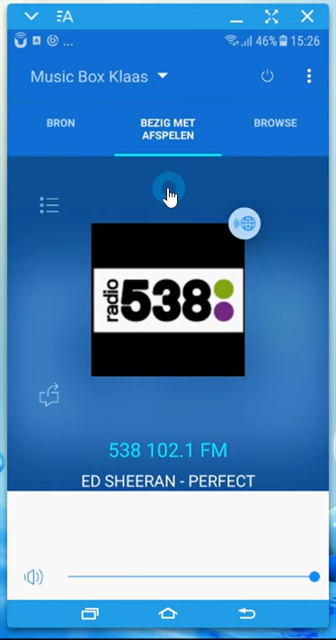 46% 15:26
Music Box Klaas
BRON
BEZIG MET
AFSPELEN
BROWSE
radio
538
538 102.1 FM
ED SHEERAN - PERFECT